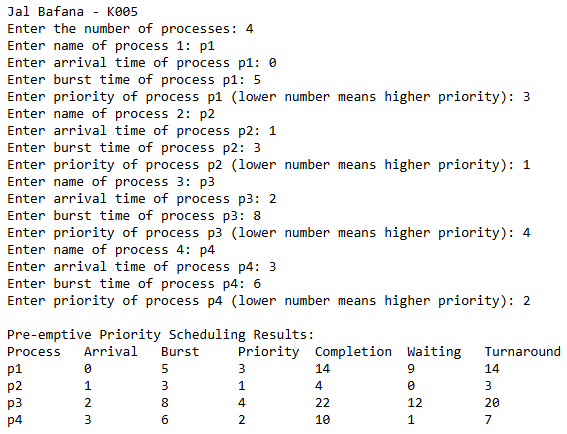 Jal Bafana - K005
Enter the number of processes: 4
Enter name of process 1: p1
Enter arrival time of process p1: 0
Enter burst time of process p1: 5
Enter priority of process p1 (lower number means higher priority): 3
Enter name of process 2: p2
Enter arrival time of process p2: 1
Enter burst time of process p2: 3
Enter priority of process p2 (lower number means higher priority): 1
Enter name of process 3: p3
Enter arrival time of process p3: 2
Enter burst time of process p3: 8
Enter priority of process p3 (lower number means higher priority): 4
Enter name of process 4: p4
Enter arrival time of process p4: 3
Enter burst time of process p4: 6
Enter priority of process p4 (lower number means higher priority): 2

Pre-emptive Priority Scheduling Results:
Process   Arrival   Burst     Priority  Completion  Waiting   Turnaround
p1        0         5         3         14          9         14
p2        1         3         1         4           0         3
p3        2         8         4         22          12        20
p4        3         6         2         10          1         7